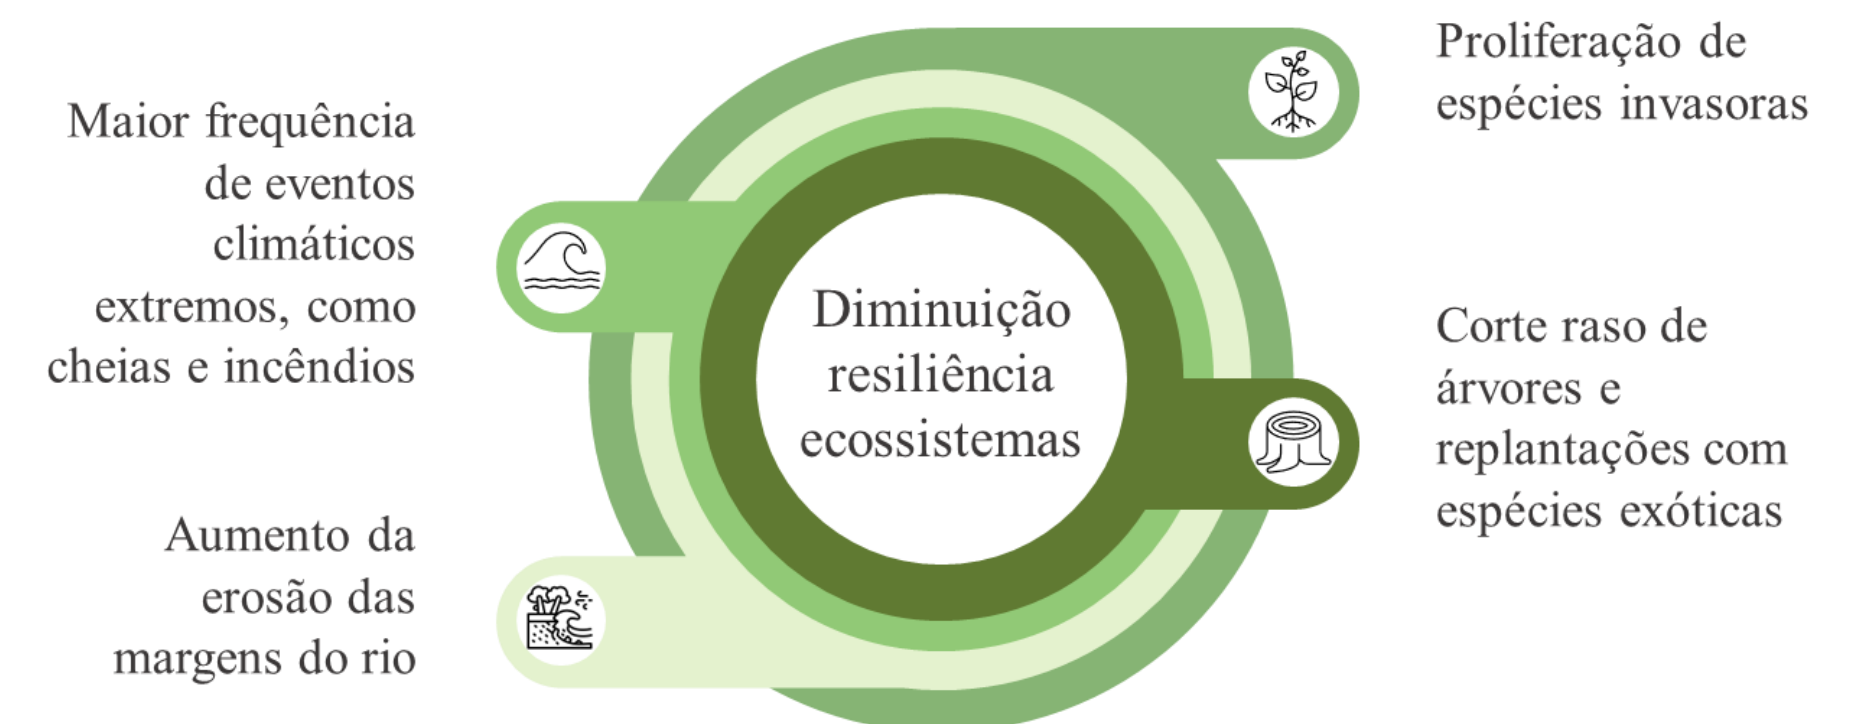 Maior frequência
de eventos
climáticos
extremos, como
cheias e incêndios
Aumento da
erosão das
margens do rio
Diminuição
resiliência
ecossistemas
Proliferação de
espécies invasoras
Corte raso de
árvores e
replantações com
espécies exóticas